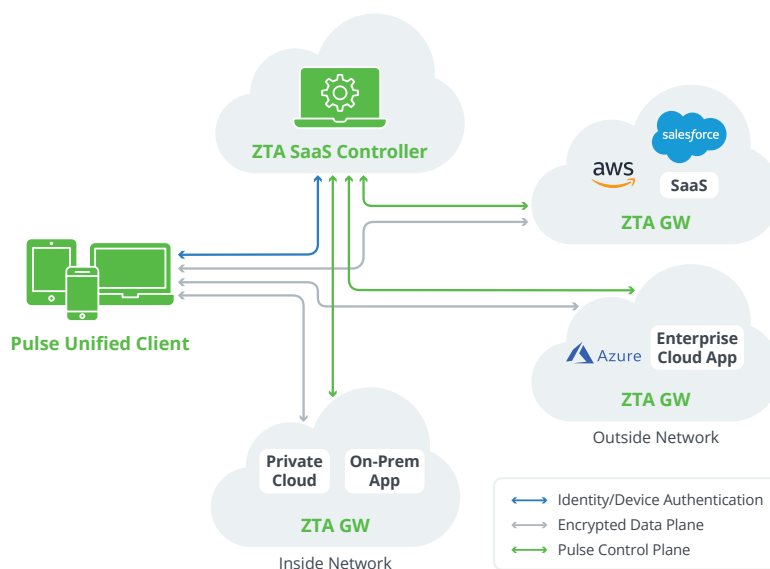 ZTA SaaS Controller
salesforce
aws
SaaS
ZTA GW
Pulse Unified Client
Azure
Enterprise
Cloud App
ZTA GW
Outside Network
Private
Cloud
On-Prem
App
ZTA GW
Inside Network
Identity/Device Authentication
Encrypted Data Plane
Pulse Control Plane